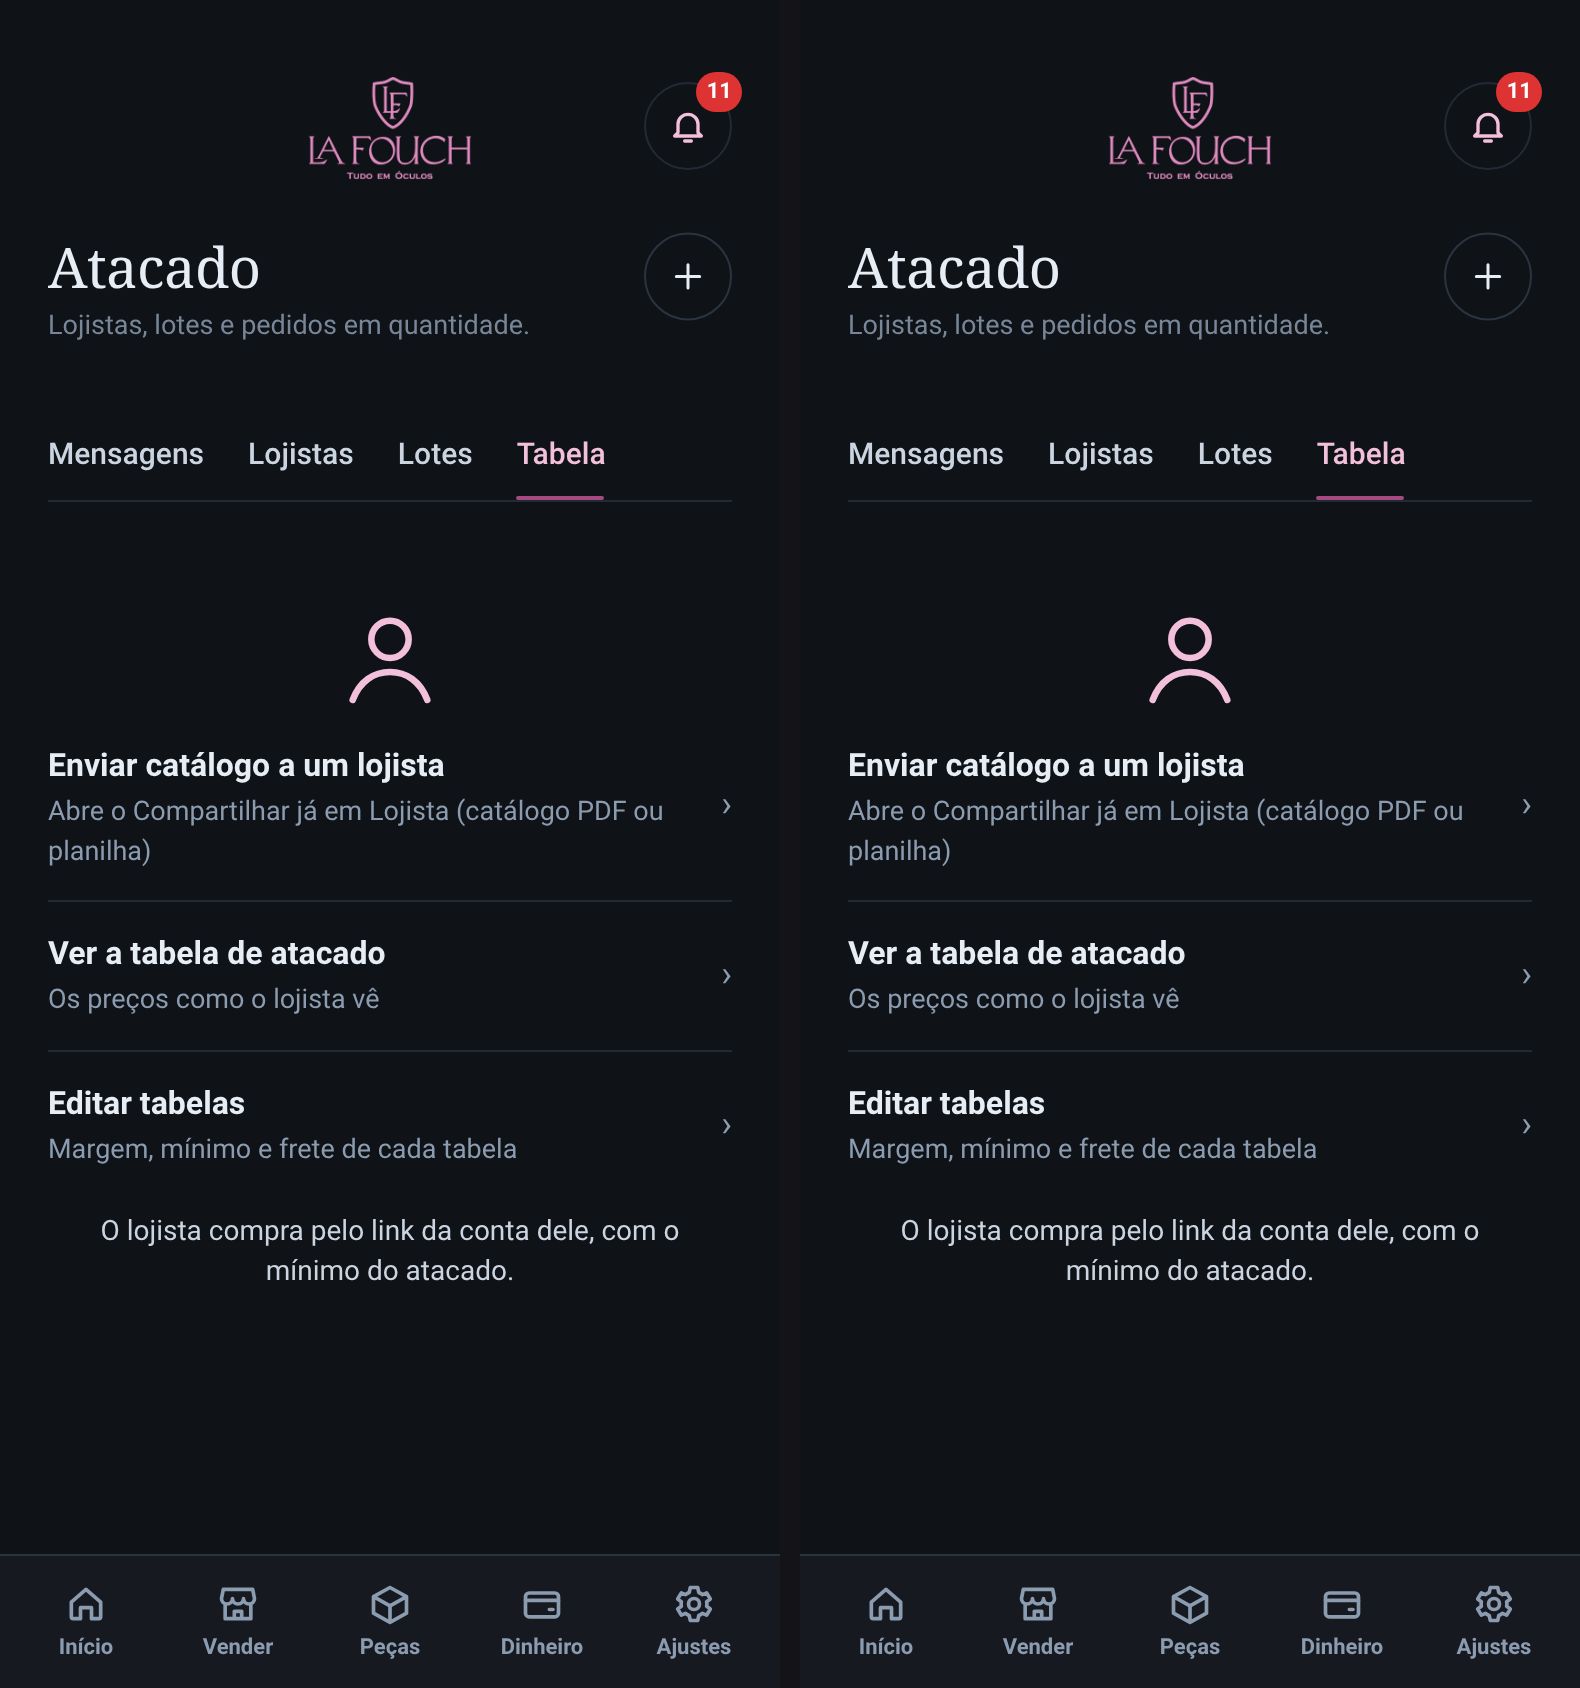 LF
LA FOUCH
TUDO EM ÓCULOS
11
Atacado
Lojistas, lotes e pedidos em quantidade.
Mensagens Lojistas Lotes Tabela
Enviar catálogo a um lojista
Abre o Compartilhar já em Lojista (catálogo PDF ou
planilha)
Ver a tabela de atacado
Os preços como o lojista vê
Editar tabelas
Margem, mínimo e frete de cada tabela
O lojista compra pelo link da conta dele, com o
mínimo do atacado.
Início Vender Peças Dinheiro Ajustes
LF
LA FOUCH
TUDO EM ÓCULOS
11
Atacado
Lojistas, lotes e pedidos em quantidade.
Mensagens Lojistas Lotes Tabela
Enviar catálogo a um lojista
Abre o Compartilhar já em Lojista (catálogo PDF ou
planilha)
Ver a tabela de atacado
Os preços como o lojista vê
Editar tabelas
Margem, mínimo e frete de cada tabela
O lojista compra pelo link da conta dele, com o
mínimo do atacado.
Início Vender Peças Dinheiro Ajustes